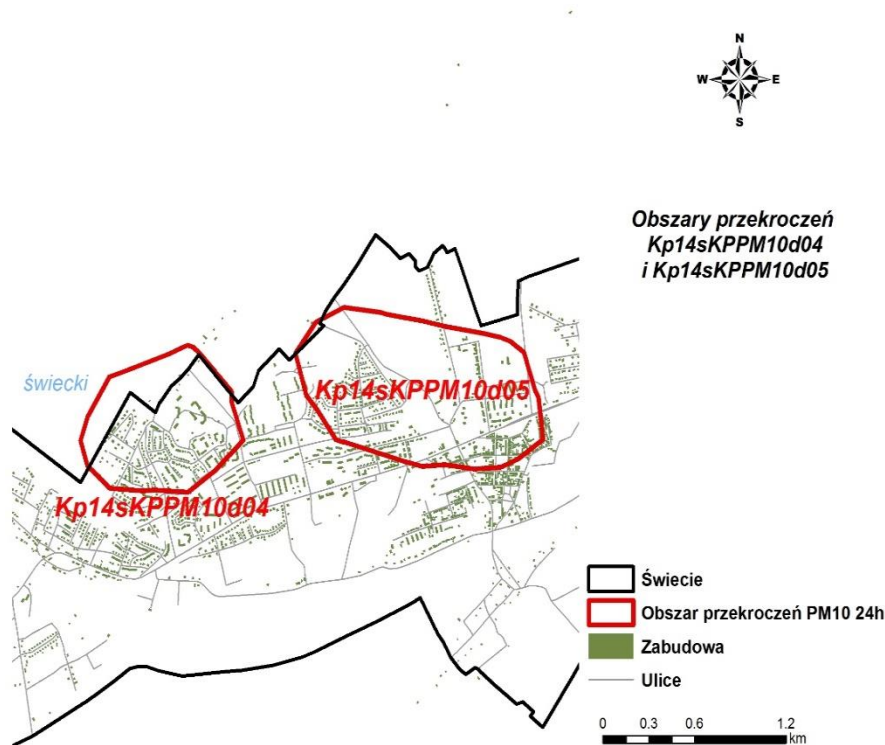 N
W E
S
Obszary przekroczeń
Kp14sKPPM10d04
i Kp14sKPPM10d05
świecki
Kp14sKPPM10d05
Kp14sKPPM10d04
Świecie
Obszar przekroczeń PM10 24h
Zabudowa
Ulice
0 0.3 0.6 1.2
km